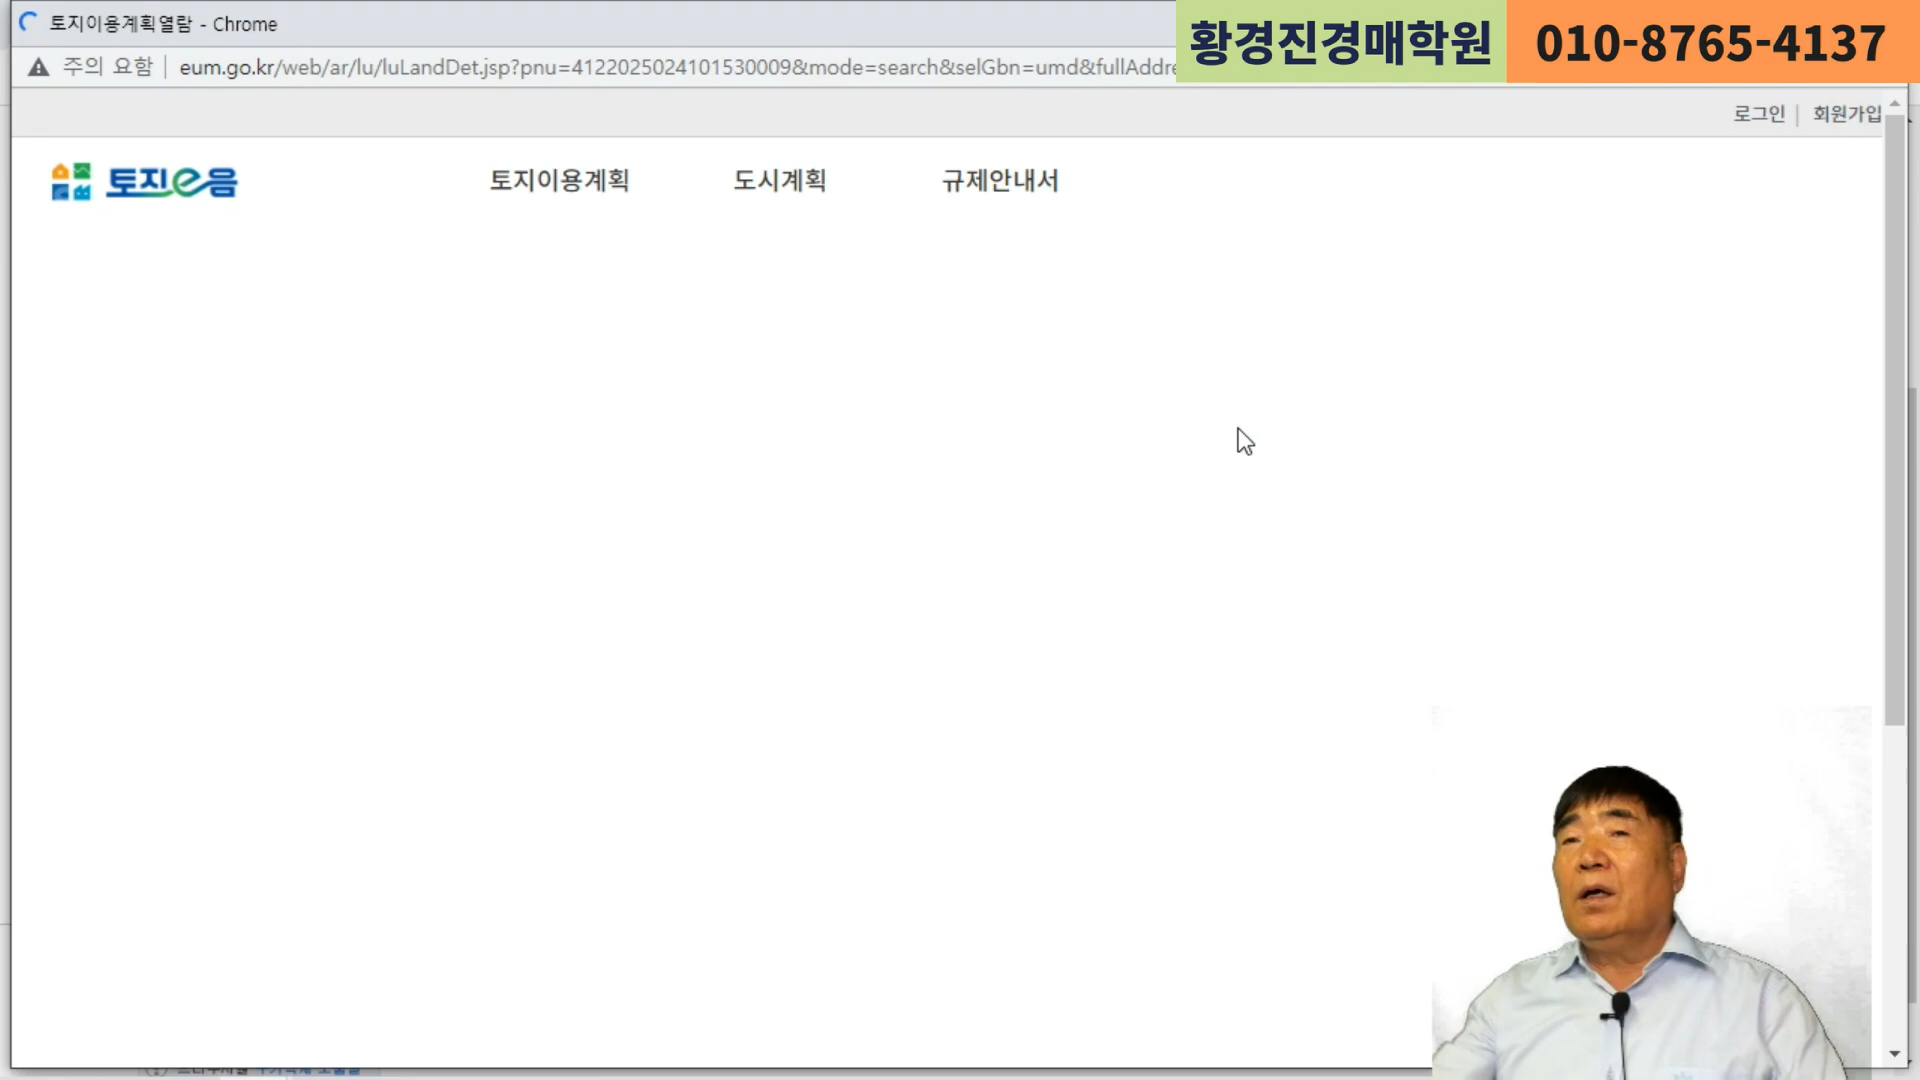 토지이용계획열람 - Chrome
황경진경매학원
010-8765-4137
주의 요함
eum.go.kr/web/ar/lu/luLandDet.jsp?pnu=4122025024101530009&mode=search&selGbn=umd&fullAddre
로그인 | 회원가입
토지e음
토지이용계획
도시계획
규제안내서